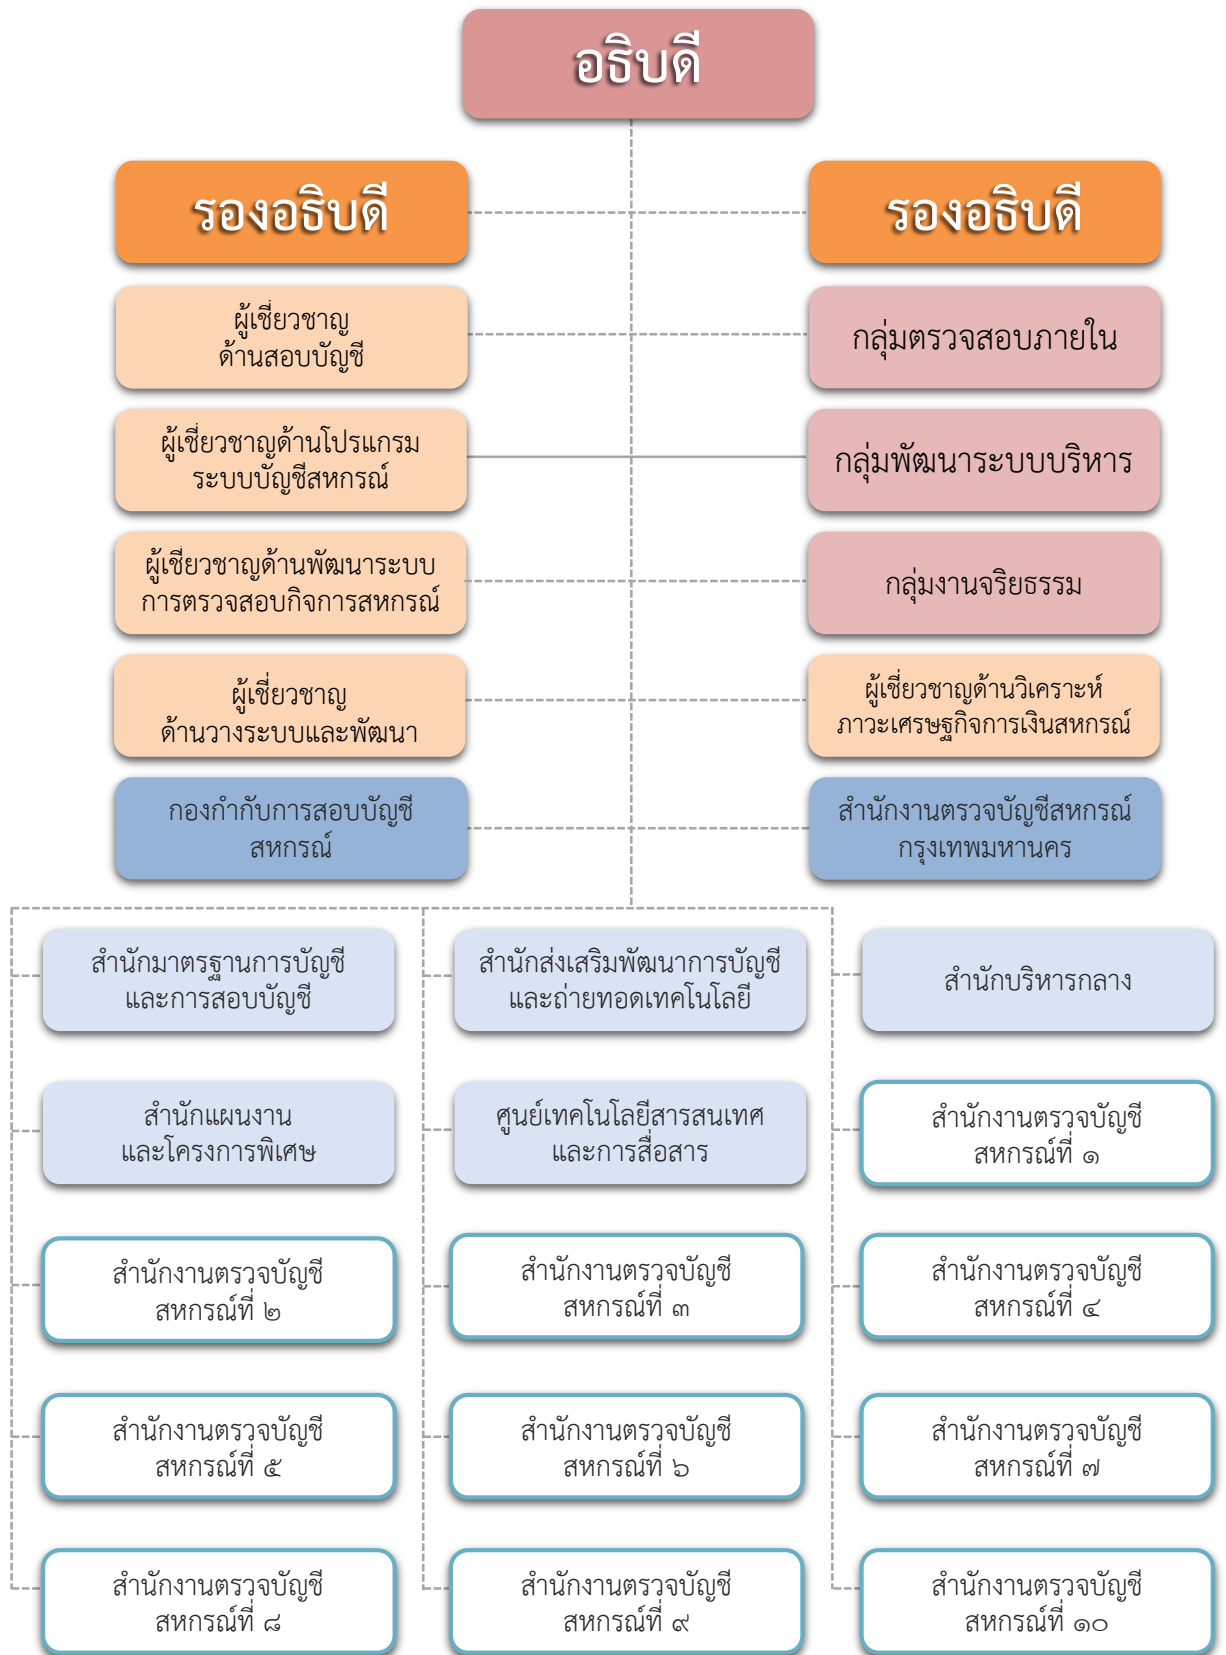 อธิบดี
รองอธิบดี
รองอธิบดี
ผู้เชี่ยวชาญ
ด้านสอบบัญชี
กลุ่มตรวจสอบภายใน
ผู้เชี่ยวชาญด้านโปรแกรม
ระบบบัญชีสหกรณ์
กลุ่มพัฒนาระบบบริหาร
ผู้เชี่ยวชาญด้านพัฒนาระบบ
การตรวจสอบกิจการสหกรณ์
กลุ่มงานจริยธรรม
ผู้เชี่ยวชาญ
ด้านวางระบบและพัฒนา
ผู้เชี่ยวชาญด้านวิเคราะห์
ภาวะเศรษฐกิจการเงินสหกรณ์
กองกำกับการสอบบัญชี
สหกรณ์
สำนักงานตรวจบัญชีสหกรณ์
กรุงเทพมหานคร
สำนักมาตรฐานการบัญชี
และการสอบบัญชี
สำนักส่งเสริมพัฒนาการบัญชี
และถ่ายทอดเทคโนโลยี
สำนักบริหารกลาง
สำนักแผนงาน
และโครงการพิเศษ
ศูนย์เทคโนโลยีสารสนเทศ
และการสื่อสาร
สำนักงานตรวจบัญชี
สหกรณ์ที่ ๑
สำนักงานตรวจบัญชี
สหกรณ์ที่ ๒
สำนักงานตรวจบัญชี
สหกรณ์ที่ ๓
สำนักงานตรวจบัญชี
สหกรณ์ที่ ๔
สำนักงานตรวจบัญชี
สหกรณ์ที่ ๕
สำนักงานตรวจบัญชี
สหกรณ์ที่ ๖
สำนักงานตรวจบัญชี
สหกรณ์ที่ ๗
สำนักงานตรวจบัญชี
สหกรณ์ที่ ๘
สำนักงานตรวจบัญชี
สหกรณ์ที่ ๙
สำนักงานตรวจบัญชี
สหกรณ์ที่ ๑๐